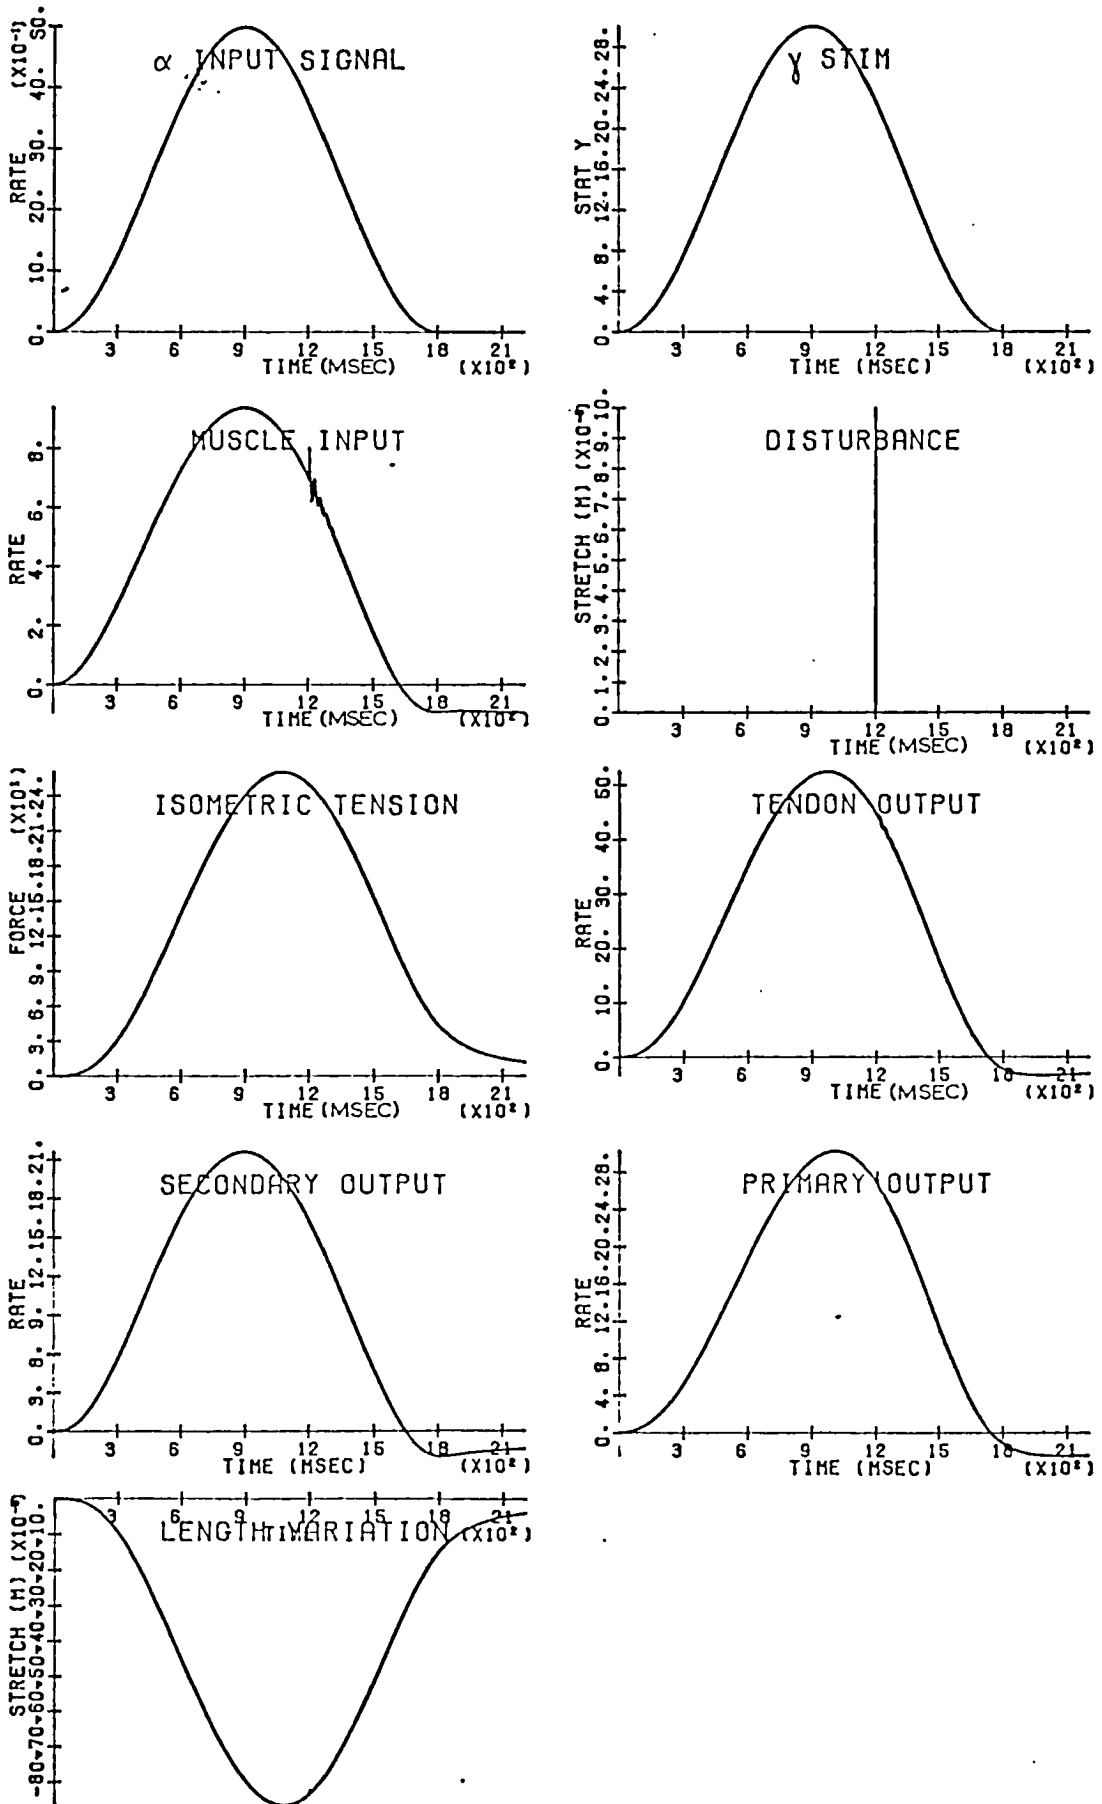 α INPUT SIGNAL
RATE (X10⁻¹)
0. 10. 20. 30. 40. 50.
3 6 9 12 15 18 21
TIME (MSEC) (X10²)
γ STIM
STAT Y
0. 4. 8. 12. 16. 20. 24. 28.
3 6 9 12 15 18 21
TIME (MSEC) (X10²)
MUSCLE INPUT
RATE
0. 2. 4. 6. 8.
3 6 9 12 15 18 21
TIME (MSEC) (X10²)
DISTURBANCE
STRETCH (M)
0. 1. 2. 3. 4. 5. 6. 7. 8. 9. 10.
3 6 9 12 15 18 21
TIME (MSEC) (X10²)
ISOMETRIC TENSION
FORCE (X10¹)
0. 3. 6. 9. 12. 15. 18. 21. 24.
3 6 9 12 15 18 21
TIME (MSEC) (X10²)
TENDON OUTPUT
RATE
0. 10. 20. 30. 40. 50.
3 6 9 12 15 18 21
TIME (MSEC) (X10²)
SECONDARY OUTPUT
RATE
0. 3. 6. 9. 12. 15. 18. 21.
3 6 9 12 15 18 21
TIME (MSEC) (X10²)
PRIMARY OUTPUT
RATE
0. 4. 8. 12. 16. 20. 24. 28.
3 6 9 12 15 18 21
TIME (MSEC) (X10²)
LENGTH VARIATION
STRETCH (M)
-80. -70. -60. -50. -40. -30. -20. -10.
3 6 9 12 15 18 21
(X10²)